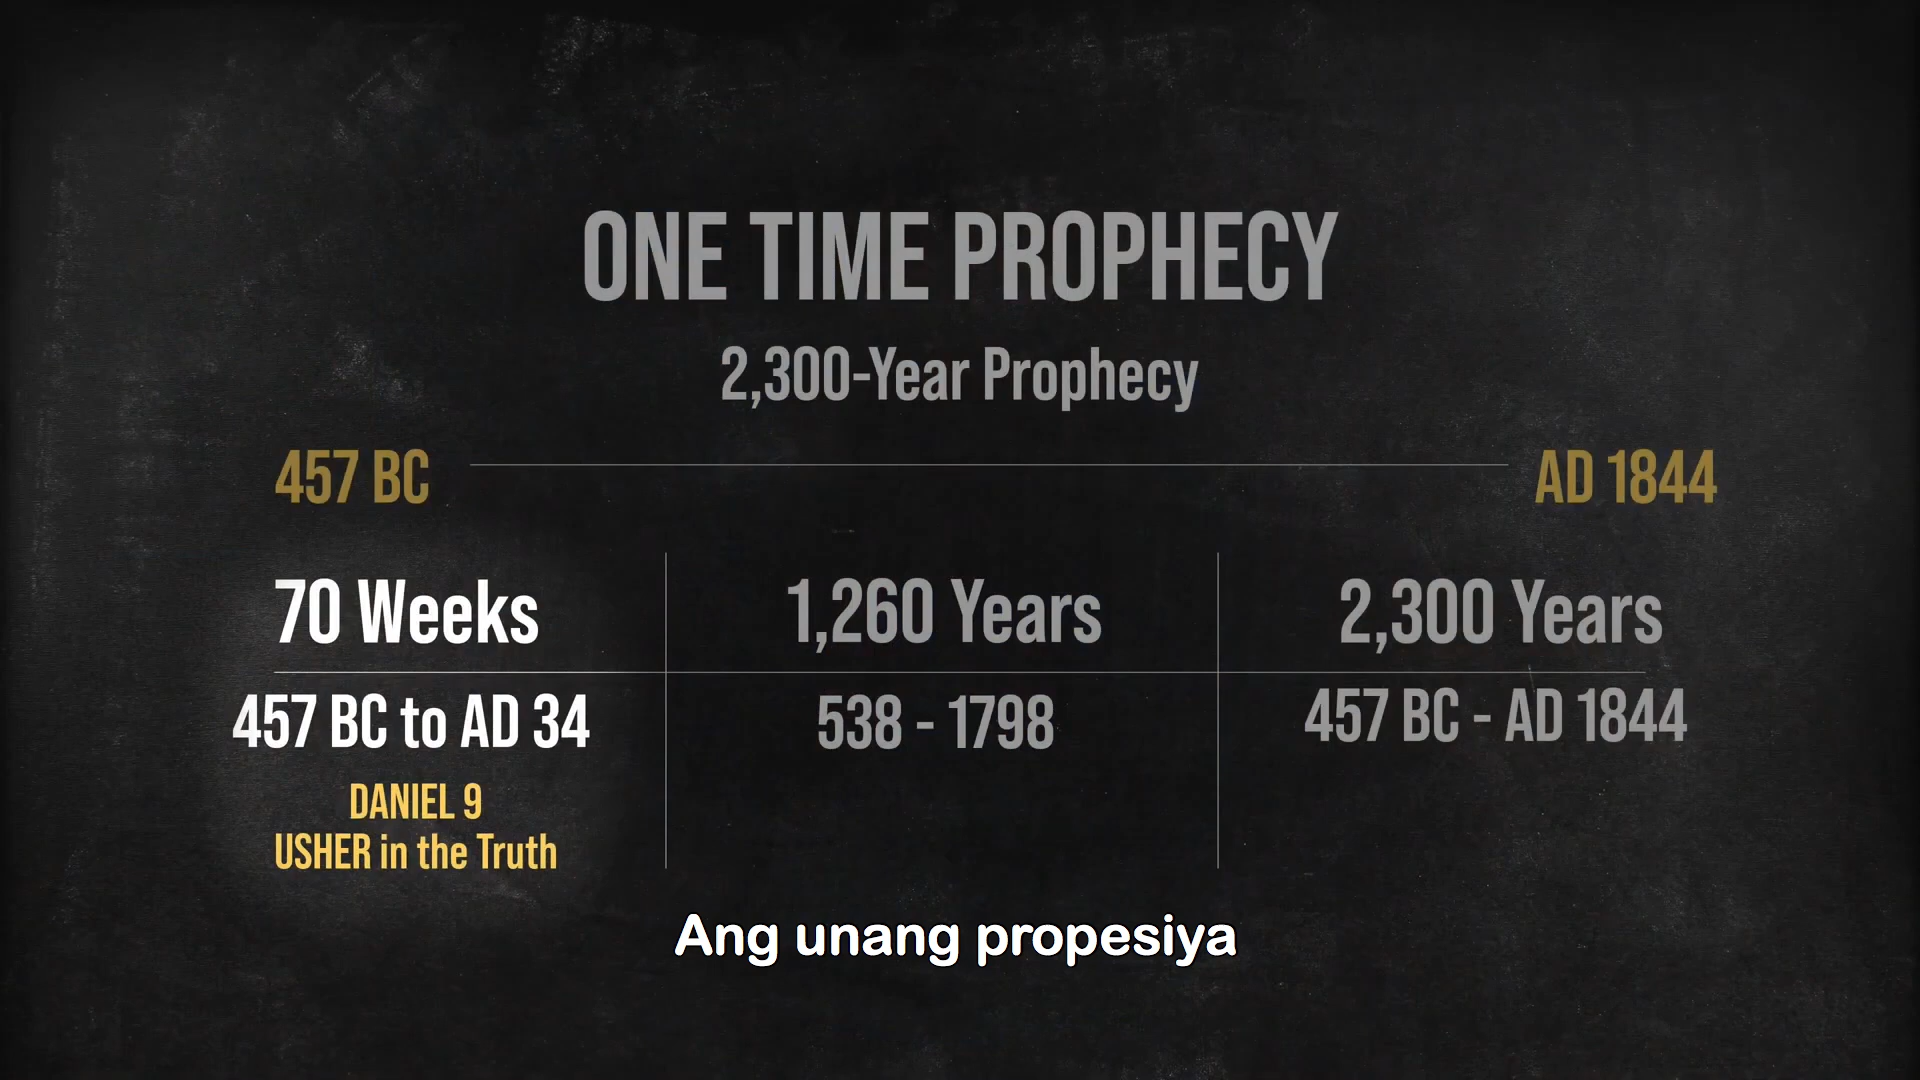 ONE TIME PROPHECY
2,300-Year Prophecy
457 BC
AD 1844
70 Weeks
457 BC to AD 34
DANIEL 9
USHER in the Truth
1,260 Years
538 - 1798
2,300 Years
457 BC - AD 1844
Ang unang propesiya